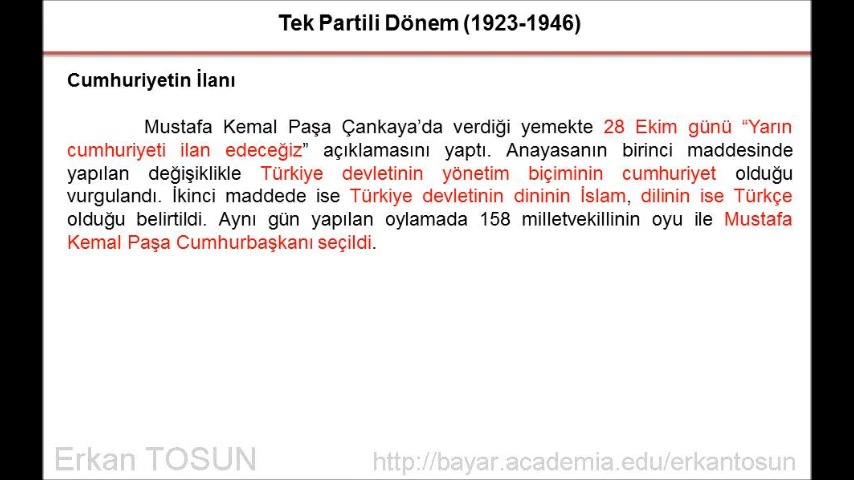 Tek Partili Dönem (1923-1946)
Cumhuriyetin İlanı
Mustafa Kemal Paşa Çankaya’da verdiği yemekte 28 Ekim günü “Yarın
cumhuriyeti ilan edeceğiz” açıklamasını yaptı. Anayasanın birinci maddesinde
yapılan değişiklikle Türkiye devletinin yönetim biçiminin cumhuriyet olduğu
vurgulandı. İkinci maddede ise Türkiye devletinin dininin İslam, dilinin ise Türkçe
olduğu belirtildi. Aynı gün yapılan oylamada 158 milletvekillinin oyu ile Mustafa
Kemal Paşa Cumhurbaşkanı seçildi.
Erkan TOSUN
http://bayar.academia.edu/erkantosun